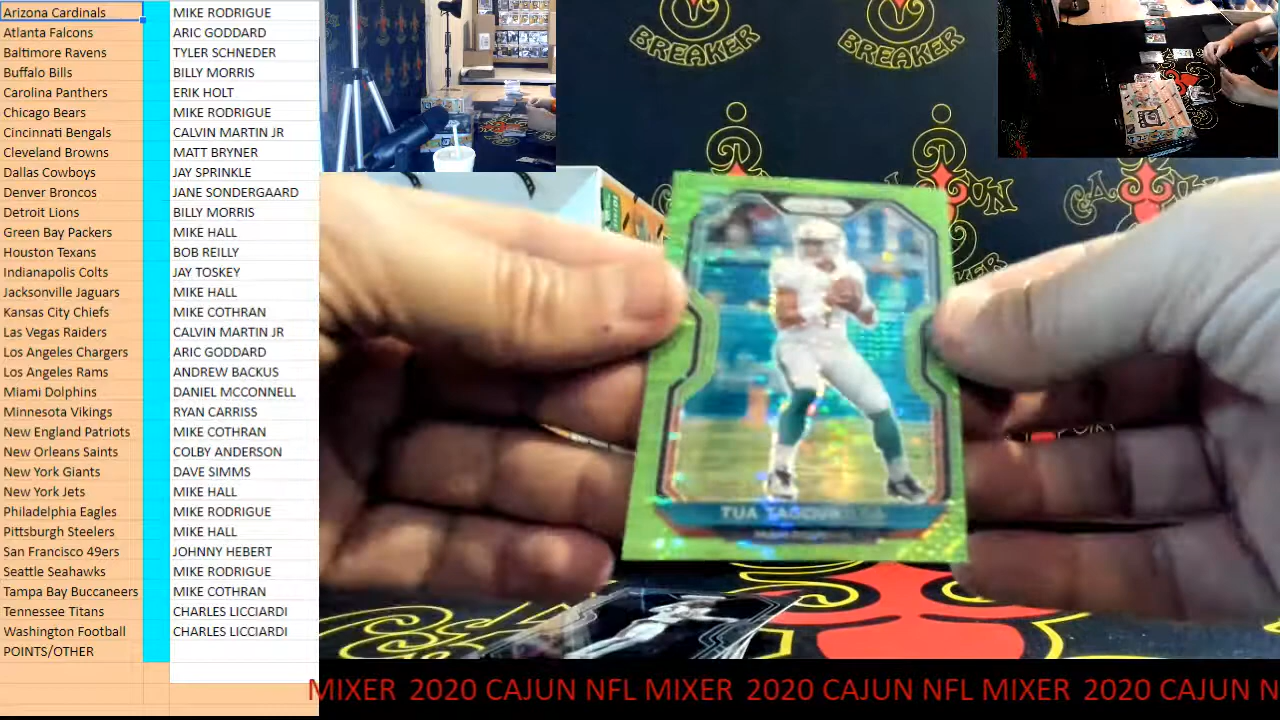 Arizona Cardinals MIKE RODRIGUE
Atlanta Falcons ARIC GODDARD
Baltimore Ravens TYLER SCHNEDER
Buffalo Bills BILLY MORRIS
Carolina Panthers ERIK HOLT
Chicago Bears MIKE RODRIGUE
Cincinnati Bengals CALVIN MARTIN JR
Cleveland Browns MATT BRYNER
Dallas Cowboys JAY SPRINKLE
Denver Broncos JANE SONDERGAARD
Detroit Lions BILLY MORRIS
Green Bay Packers MIKE HALL
Houston Texans BOB REILLY
Indianapolis Colts JAY TOSKEY
Jacksonville Jaguars MIKE HALL
Kansas City Chiefs MIKE COTHRAN
Las Vegas Raiders CALVIN MARTIN JR
Los Angeles Chargers ARIC GODDARD
Los Angeles Rams ANDREW BACKUS
Miami Dolphins DANIEL MCCONNELL
Minnesota Vikings RYAN CARRISS
New England Patriots MIKE COTHRAN
New Orleans Saints COLBY ANDERSON
New York Giants DAVE SIMMS
New York Jets MIKE HALL
Philadelphia Eagles MIKE RODRIGUE
Pittsburgh Steelers MIKE HALL
San Francisco 49ers JOHNNY HEBERT
Seattle Seahawks MIKE RODRIGUE
Tampa Bay Buccaneers MIKE COTHRAN
Tennessee Titans CHARLES LICCIARDI
Washington Football CHARLES LICCIARDI
POINTS/OTHER
BREAKER
BREAKER
CAJUN
BREAKER
TUA
MIXER 2020 CAJUN NFL MIXER 2020 CAJUN NFL MIXER 2020 CAJUN N